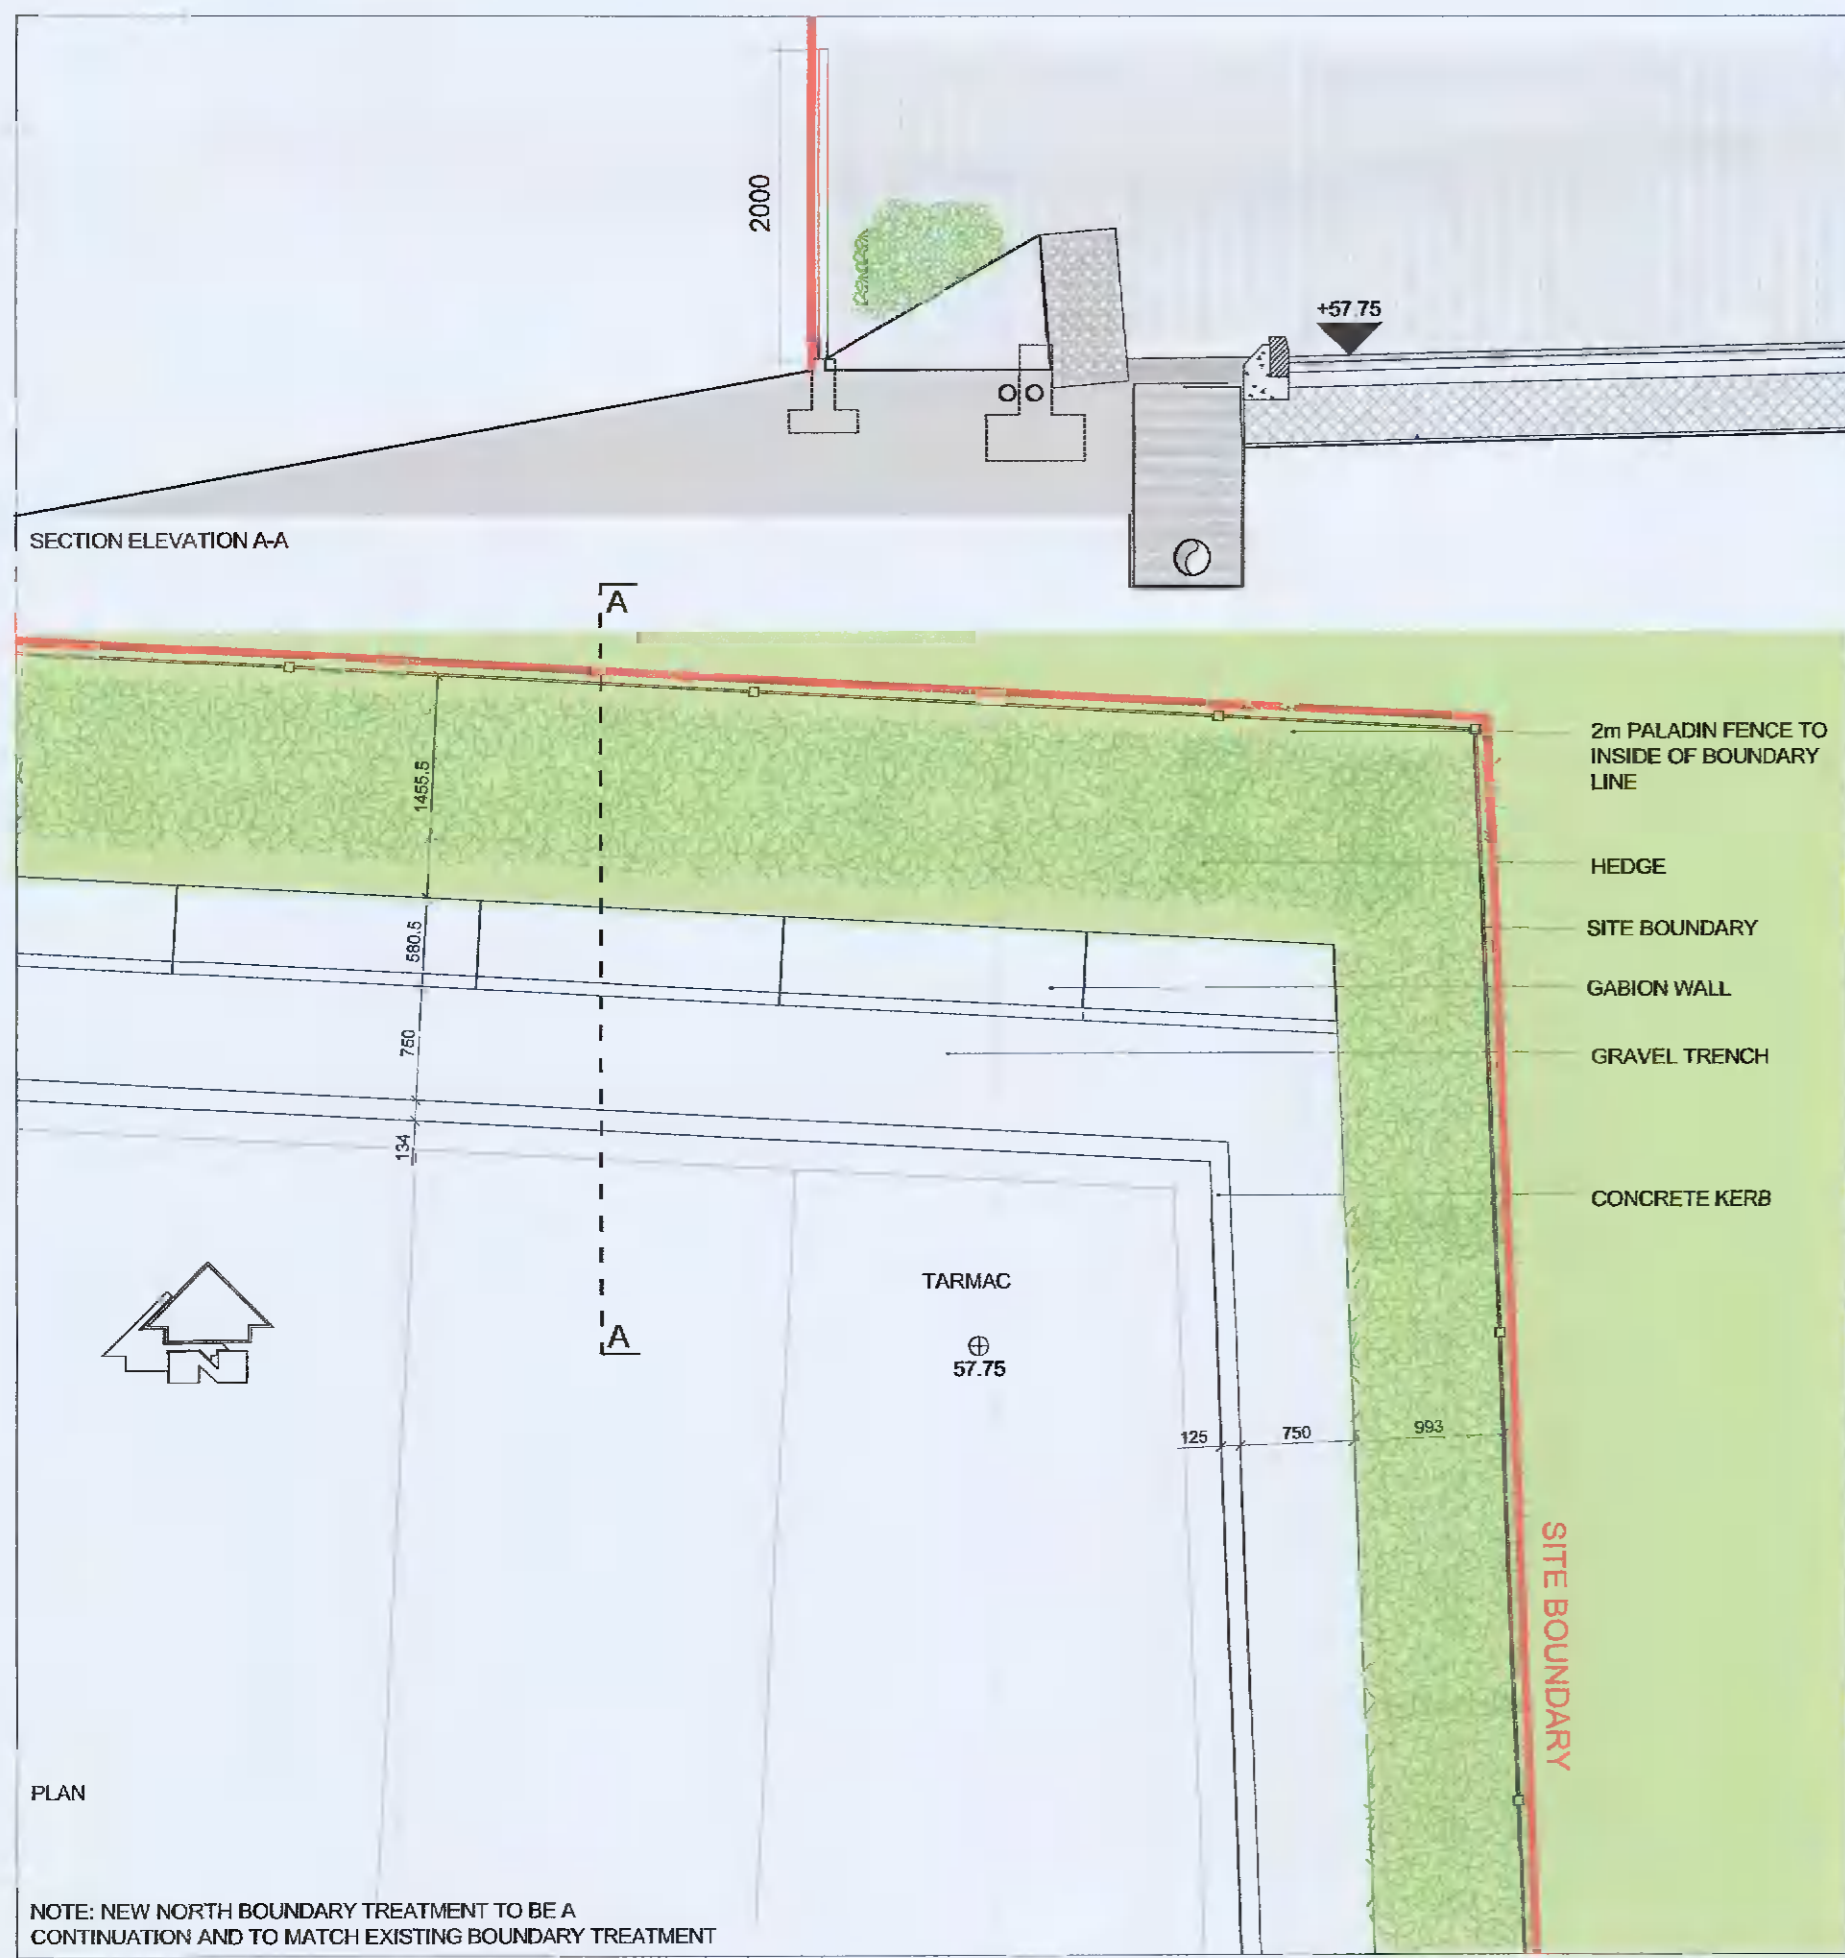 2000
+57.75
SECTION ELEVATION A-A
A
2m PALADIN FENCE TO
INSIDE OF BOUNDARY
LINE
1455.5
HEDGE
SITE BOUNDARY
580.5
GABION WALL
750
GRAVEL TRENCH
134
CONCRETE KERB
TARMAC
A
57.75
N
125
750
993
SITE BOUNDARY
PLAN
NOTE: NEW NORTH BOUNDARY TREATMENT TO BE A
CONTINUATION AND TO MATCH EXISTING BOUNDARY TREATMENT